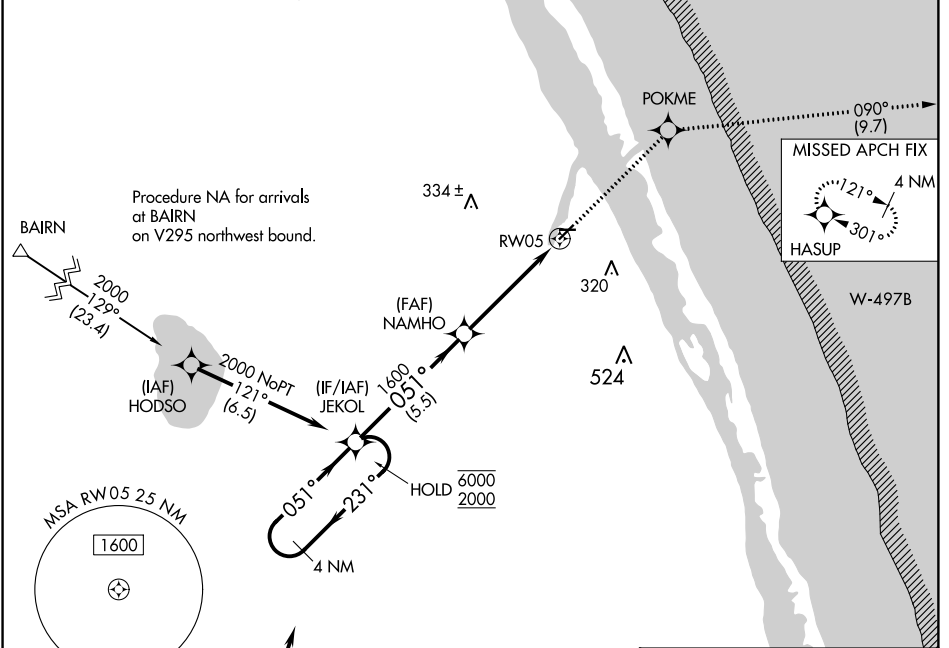 POKME
090°
(9.7)
MISSED APCH FIX
121°
4 NM
301°
HASUP
W-497B
334 ±
Procedure NA for arrivals
at BAIRN
on V295 northwest bound.
BAIRN
2000
129°
(23.4)
RW05
320
(FAF)
NAMHO
524
2000 NoPT
121°
(6.5)
(IAF)
HODSO
(IF/IAF)
JEKOL
1600
051°
(5.5)
HOLD 6000
2000
051°
231°
4 NM
MSA RW05 25 NM
1600